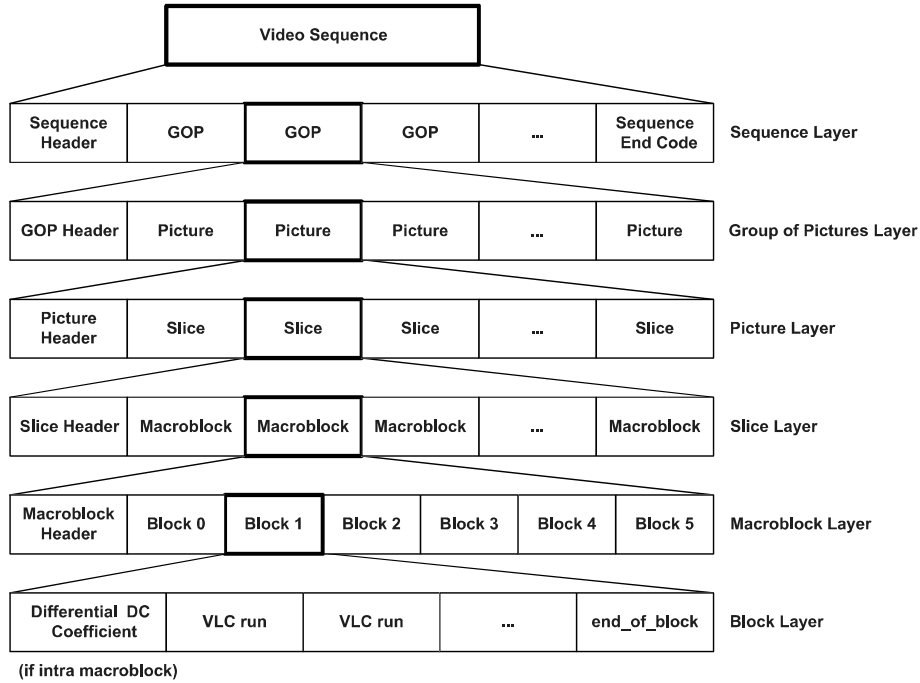 Video Sequence
Sequence Header GOP GOP GOP ... Sequence End Code Sequence Layer
GOP Header Picture Picture Picture ... Picture Group of Pictures Layer
Picture Header Slice Slice Slice ... Slice Picture Layer
Slice Header Macroblock Macroblock Macroblock ... Macroblock Slice Layer
Macroblock Header Block 0 Block 1 Block 2 Block 3 Block 4 Block 5 Macroblock Layer
Differential DC Coefficient VLC run VLC run ... end_of_block Block Layer
(if intra macroblock)